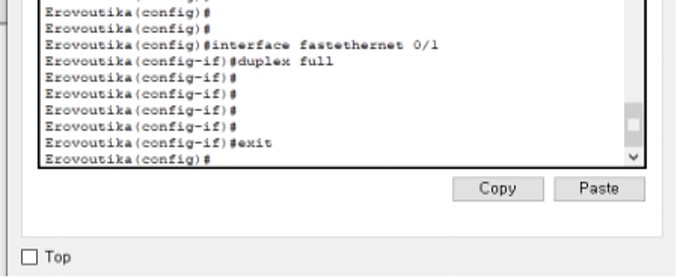 Erovoutika(config)#
Erovoutika(config)#
Erovoutika(config)#interface fastethernet 0/1
Erovoutika(config-if)#duplex full
Erovoutika(config-if)#
Erovoutika(config-if)#
Erovoutika(config-if)#
Erovoutika(config-if)#
Erovoutika(config-if)#exit
Erovoutika(config)#
Copy Paste
Top